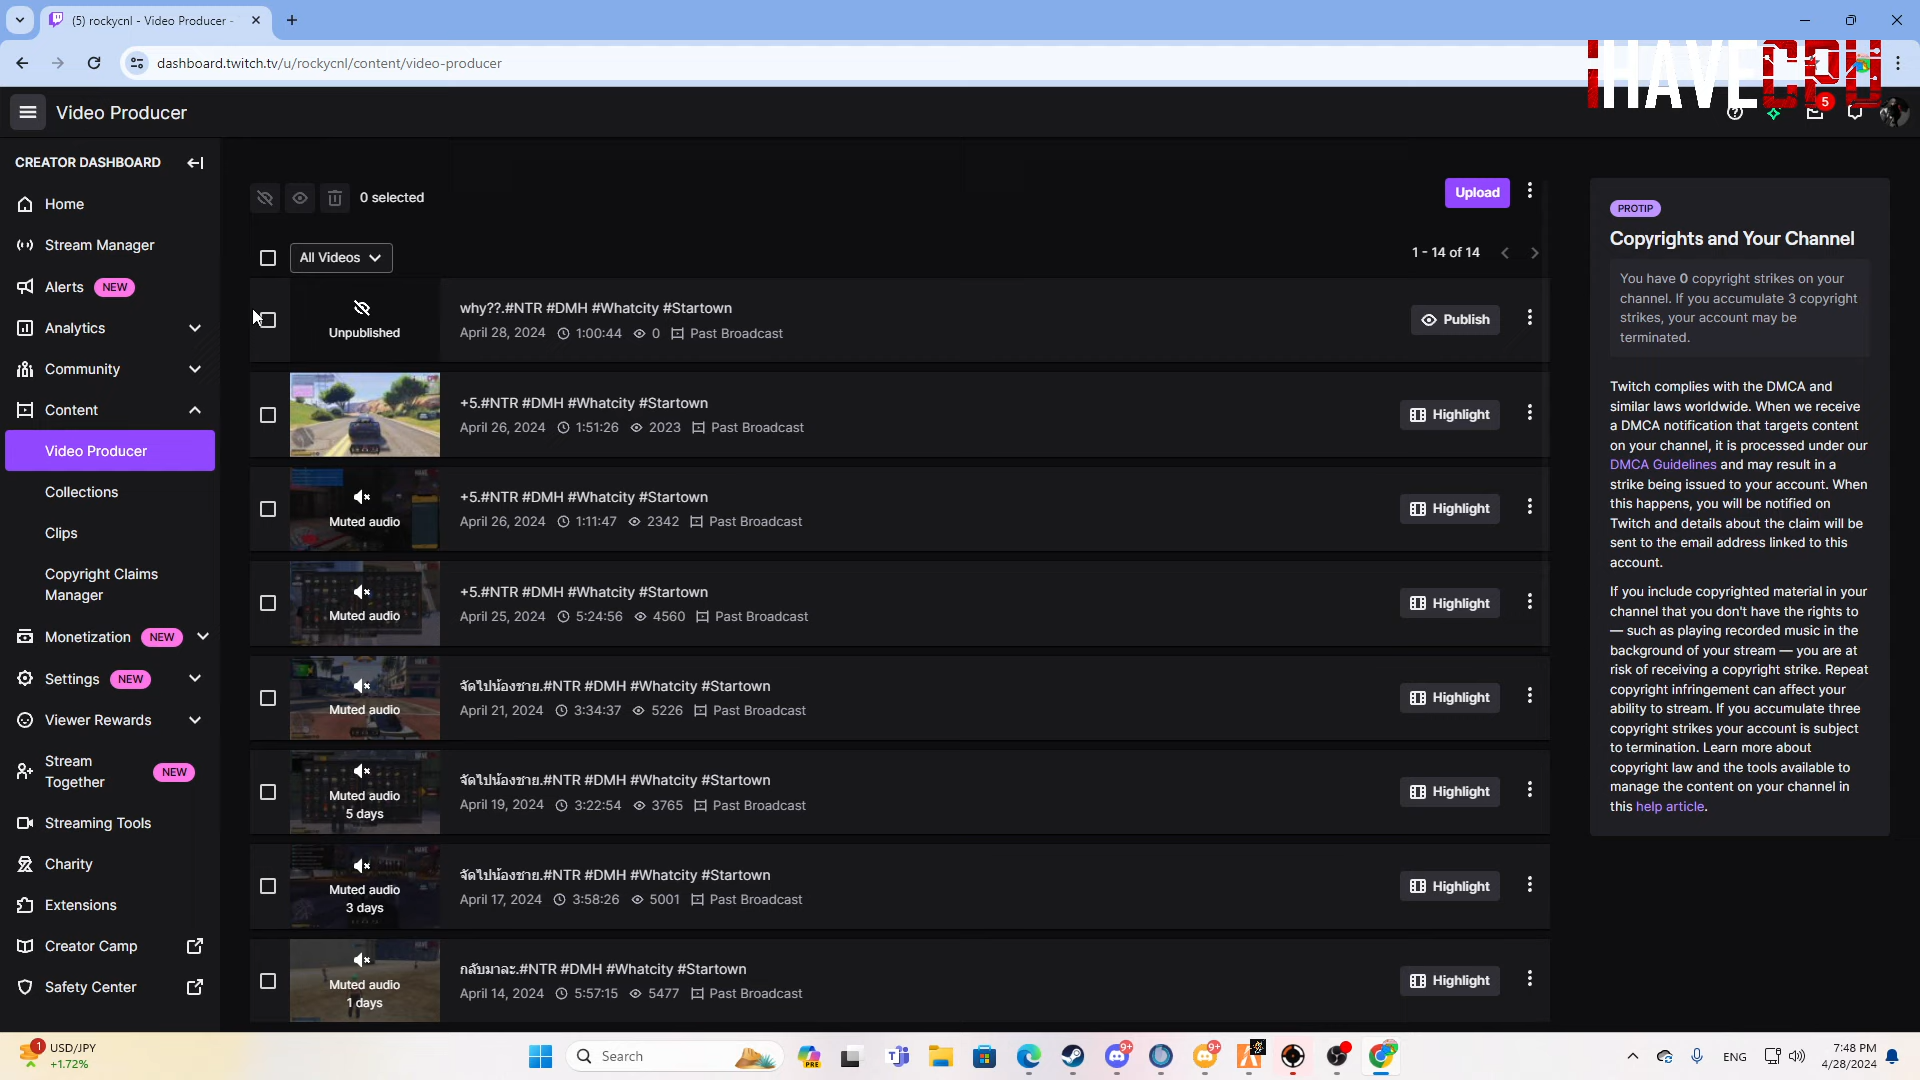 (5) rockycnl - Video Producer -
dashboard.twitch.tv/u/rockycnl/content/video-producer
iHAVECPU
Video Producer
5
CREATOR DASHBOARD
Home
Stream Manager
Alerts NEW
Analytics
Community
Content
Video Producer
Collections
Clips
Copyright Claims
Manager
Monetization NEW
Settings NEW
Viewer Rewards
Stream
Together NEW
Streaming Tools
Charity
Extensions
Creator Camp
Safety Center
0 selected
Upload
All Videos
1 - 14 of 14
Unpublished
why??.#NTR #DMH #Whatcity #Startown
April 28, 2024 1:00:44 0 Past Broadcast
Publish
+5.#NTR #DMH #Whatcity #Startown
April 26, 2024 1:51:26 2023 Past Broadcast
Highlight
Muted audio
+5.#NTR #DMH #Whatcity #Startown
April 26, 2024 1:11:47 2342 Past Broadcast
Highlight
Muted audio
+5.#NTR #DMH #Whatcity #Startown
April 25, 2024 5:24:56 4560 Past Broadcast
Highlight
Muted audio
จัดไปน้องชาย.#NTR #DMH #Whatcity #Startown
April 21, 2024 3:34:37 5226 Past Broadcast
Highlight
Muted audio
5 days
จัดไปน้องชาย.#NTR #DMH #Whatcity #Startown
April 19, 2024 3:22:54 3765 Past Broadcast
Highlight
Muted audio
3 days
จัดไปน้องชาย.#NTR #DMH #Whatcity #Startown
April 17, 2024 3:58:26 5001 Past Broadcast
Highlight
Muted audio
1 days
กลับมาละ.#NTR #DMH #Whatcity #Startown
April 14, 2024 5:57:15 5477 Past Broadcast
Highlight
PROTIP
Copyrights and Your Channel
You have 0 copyright strikes on your
channel. If you accumulate 3 copyright
strikes, your account may be
terminated.
Twitch complies with the DMCA and
similar laws worldwide. When we receive
a DMCA notification that targets content
on your channel, it is processed under our
DMCA Guidelines and may result in a
strike being issued to your account. When
this happens, you will be notified on
Twitch and details about the claim will be
sent to the email address linked to this
account.
If you include copyrighted material in your
channel that you don't have the rights to
— such as playing recorded music in the
background of your stream — you are at
risk of receiving a copyright strike. Repeat
copyright infringement can affect your
ability to stream. If you accumulate three
copyright strikes your account is subject
to termination. Learn more about
copyright law and the tools available to
manage the content on your channel in
this help article.
1
USD/JPY
+1.72%
Search
PRE
9+
9+
ENG
7:48 PM
4/28/2024